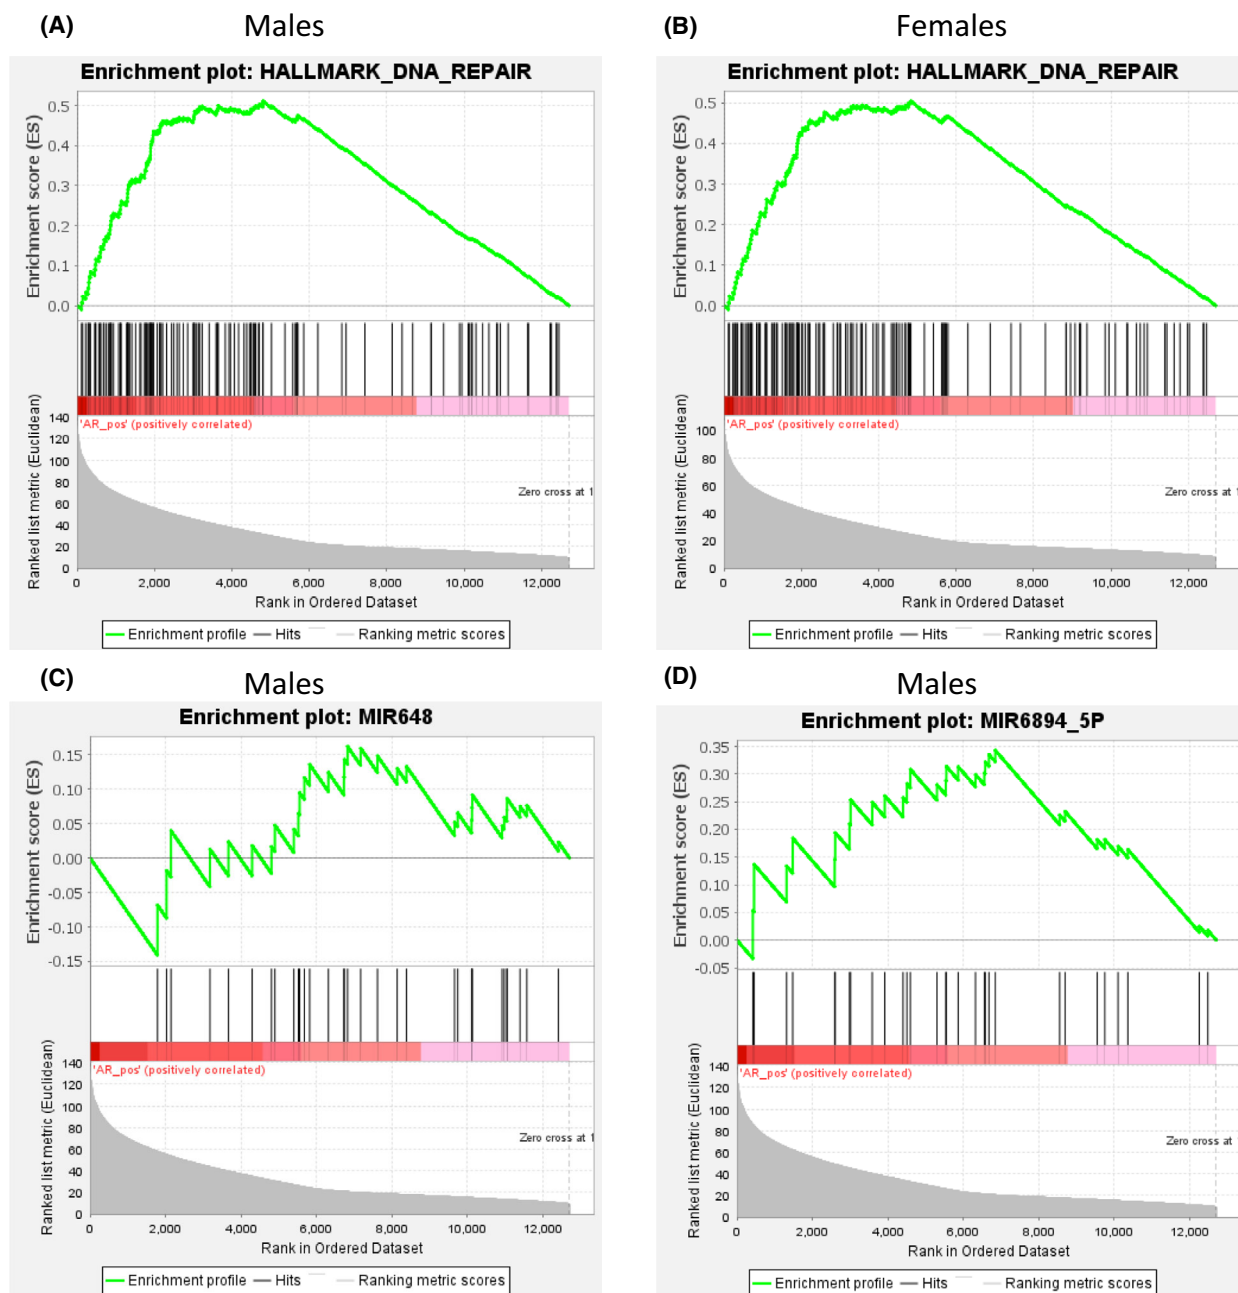 (A) Males
Enrichment plot: HALLMARK_DNA_REPAIR
Enrichment score (ES)
0.5
0.4
0.3
0.2
0.1
0.0
'AR_pos' (positively correlated)
Ranked list metric (Euclidean)
140
120
100
80
60
40
20
0
Zero cross at 1
0 2,000 4,000 6,000 8,000 10,000 12,000
Rank in Ordered Dataset
Enrichment profile Hits Ranking metric scores
(B) Females
Enrichment plot: HALLMARK_DNA_REPAIR
Enrichment score (ES)
0.5
0.4
0.3
0.2
0.1
0.0
'AR_pos' (positively correlated)
Ranked list metric (Euclidean)
100
80
60
40
20
0
Zero cross at 1
0 2,000 4,000 6,000 8,000 10,000 12,000
Rank in Ordered Dataset
Enrichment profile Hits Ranking metric scores
(C) Males
Enrichment plot: MIR648
Enrichment score (ES)
0.15
0.10
0.05
0.00
-0.05
-0.10
-0.15
'AR_pos' (positively correlated)
Ranked list metric (Euclidean)
140
120
100
80
60
40
20
0
Zero cross at 1
0 2,000 4,000 6,000 8,000 10,000 12,000
Rank in Ordered Dataset
Enrichment profile Hits Ranking metric scores
(D) Males
Enrichment plot: MIR6894_5P
Enrichment score (ES)
0.35
0.30
0.25
0.20
0.15
0.10
0.05
0.00
-0.05
'AR_pos' (positively correlated)
Ranked list metric (Euclidean)
140
120
100
80
60
40
20
0
Zero cross at
0 2,000 4,000 6,000 8,000 10,000 12,000
Rank in Ordered Dataset
Enrichment profile Hits Ranking metric scores